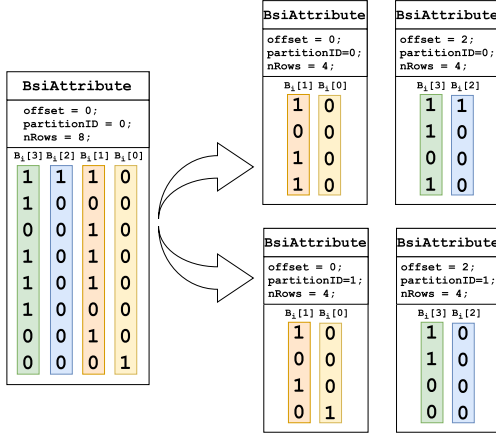 BsiAttribute
offset = 0;
partitionID = 0;
nRows = 8;
Bi[3] Bi[2] Bi[1] Bi[0]
1 1 1 0
1 0 0 0
0 0 1 0
1 0 1 0
1 0 1 0
1 0 0 0
0 0 1 0
0 0 0 1
BsiAttribute
offset = 0;
partitionID=0;
nRows = 4;
Bi[1] Bi[0]
1 0
0 0
1 0
1 0
BsiAttribute
offset = 2;
partitionID=0;
nRows = 4;
Bi[3] Bi[2]
1 1
1 0
0 0
1 0
BsiAttribute
offset = 0;
partitionID=1;
nRows = 4;
Bi[1] Bi[0]
1 0
0 0
1 0
0 1
BsiAttribute
offset = 2;
partitionID=1;
nRows = 4;
Bi[3] Bi[2]
1 0
1 0
0 0
0 0